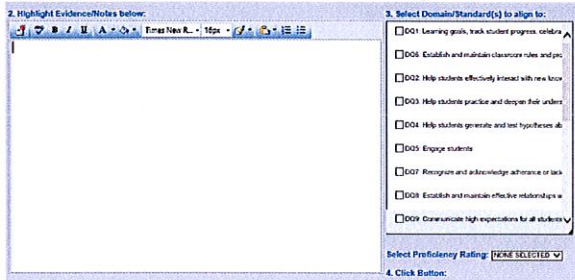 2. Highlight Evidence/Notes below:
B I U A Times New R... 16px
3. Select Domain/Standard(s) to align to:
DQ1 Learning goals, track student progress, celebra
DQ6 Establish and maintain classroom rules and proc
DQ2 Help students effectively interact with new know
DQ3 Help students practice and deepen their unders
DQ4 Help students generate and test hypotheses ab
DQ5 Engage students
DQ7 Recognize and acknowledge adherance or lack
DQ8 Establish and maintain effective relationships w
DQ9 Communicate high expectations for all students
Select Proficiency Rating: NONE SELECTED
4. Click Button: